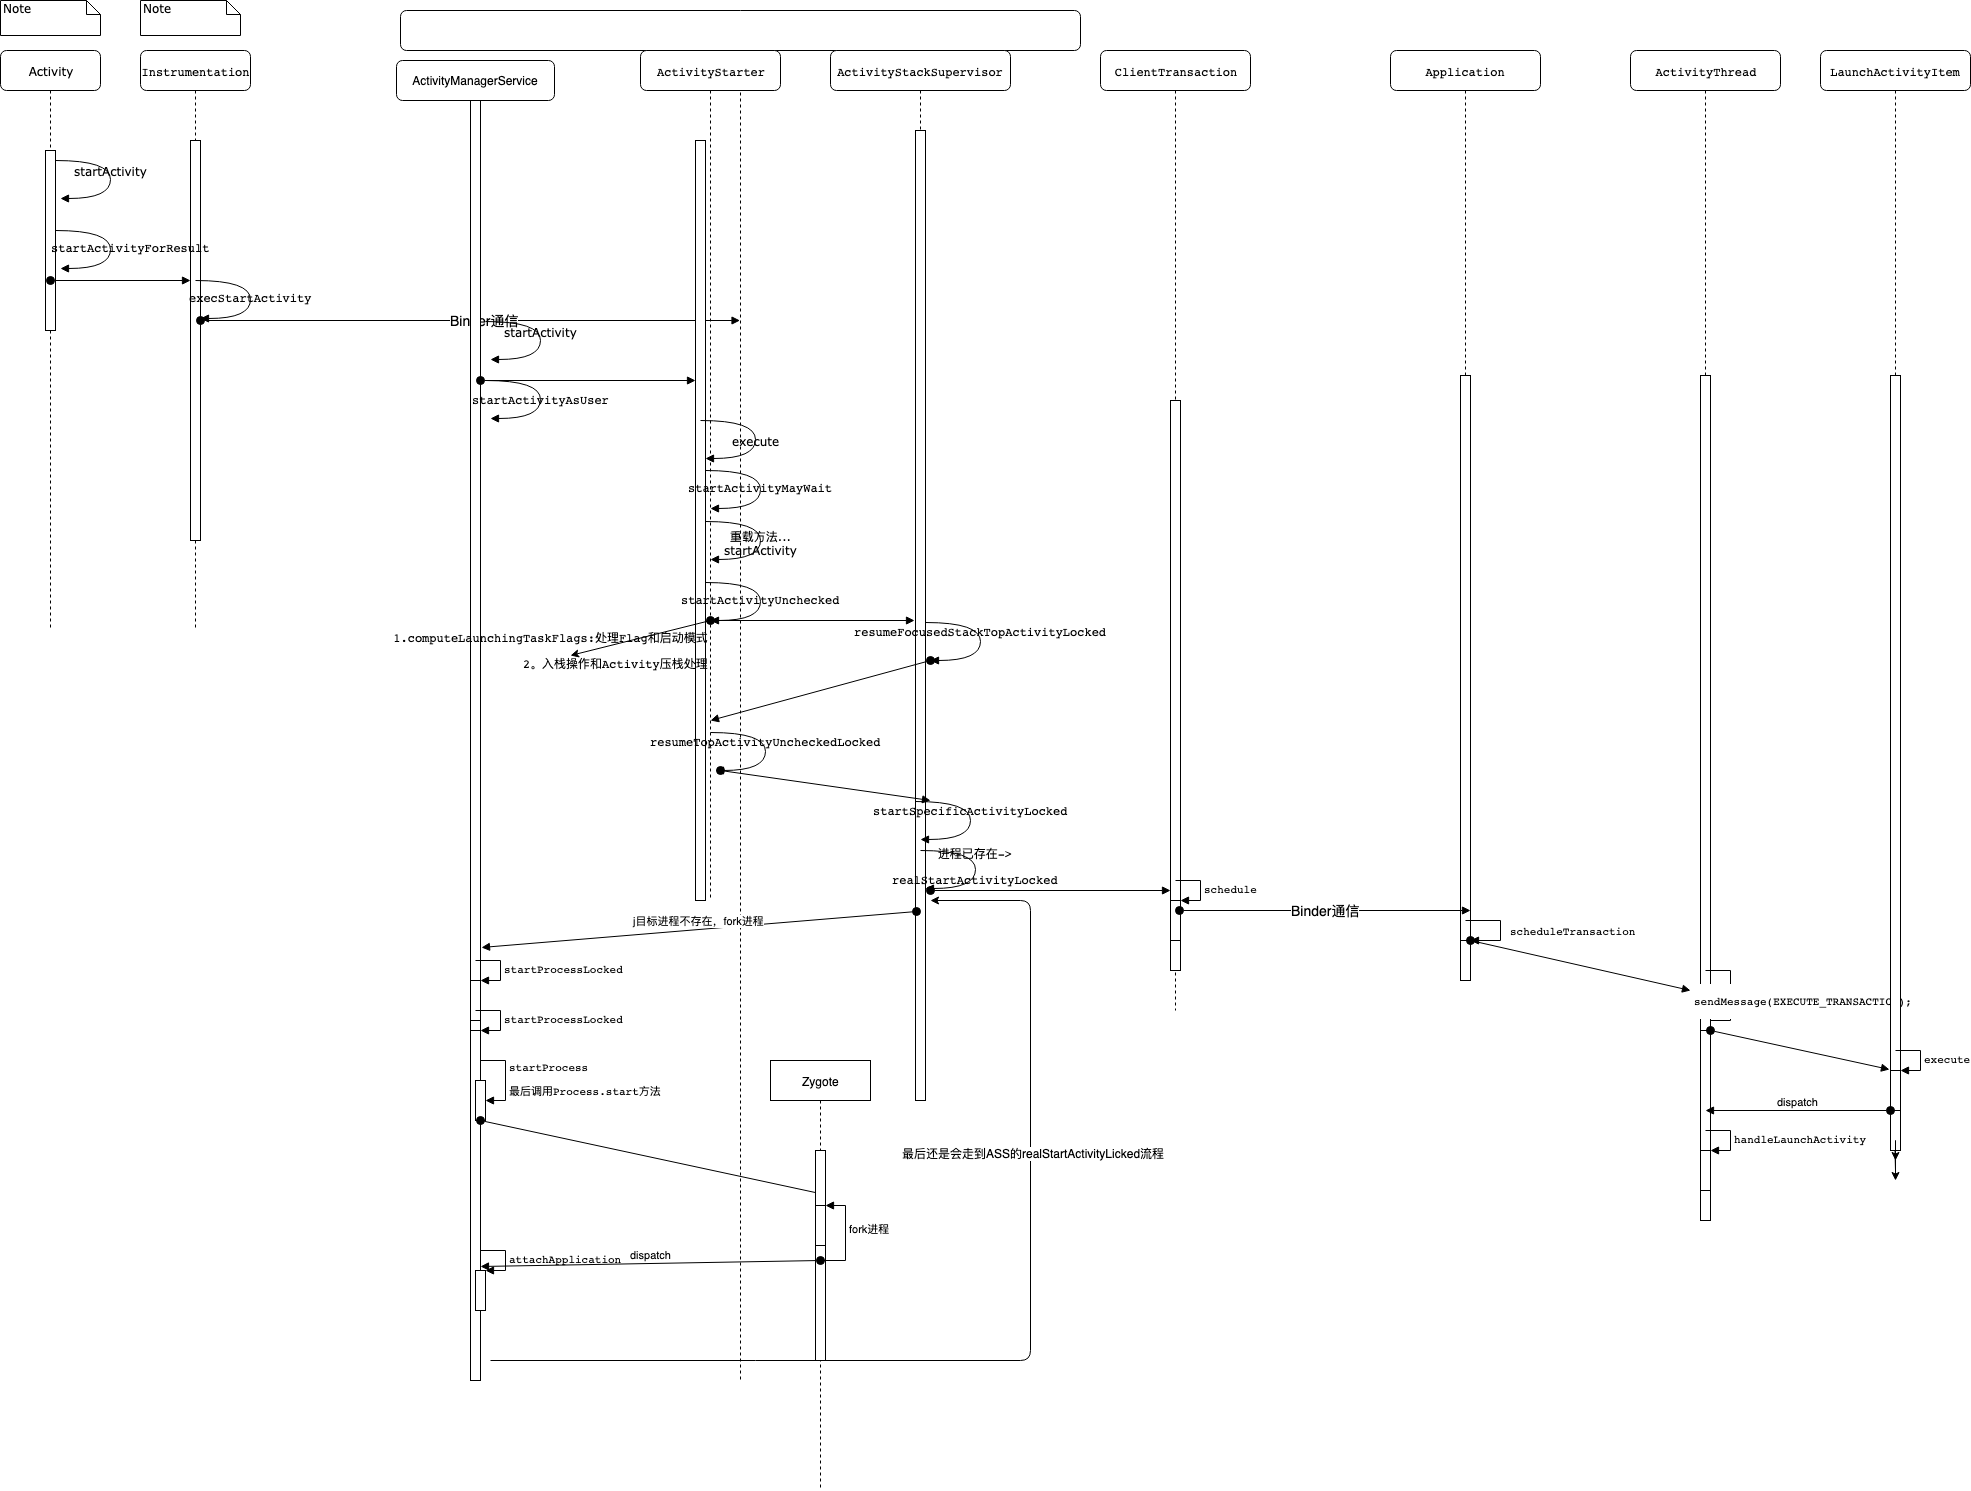 Note
Note
Activity
Instrumentation
ActivityManagerService
ActivityStarter
ActivityStackSupervisor
ClientTransaction
Application
ActivityThread
LaunchActivityItem
startActivity
startActivityForResult
execStartActivity
Binder通信
startActivity
startActivityAsUser
execute
startActivityMayWait
重载方法...
startActivity
startActivityUnchecked
1.computeLaunchingTaskFlags:处理Flag和启动模式
2。入栈操作和Activity压栈处理
resumeFocusedStackTopActivityLocked
resumeTopActivityUncheckedLocked
startSpecificActivityLocked
进程已存在->
realStartActivityLocked
schedule
j目标进程不存在，fork进程
Binder通信
scheduleTransaction
startProcessLocked
sendMessage(EXECUTE_TRANSACTION);
startProcessLocked
startProcess
最后调用Process.start方法
Zygote
execute
dispatch
handleLaunchActivity
最后还是会走到ASS的realStartActivityLicked流程
fork进程
attachApplication
dispatch